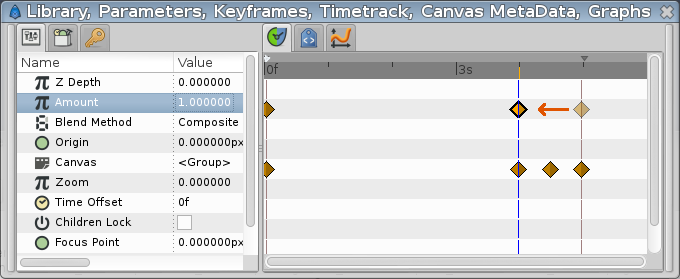 Library, Parameters, Keyframes, Timetrack, Canvas MetaData, Graphs
Name Value
0f 3s
Z Depth 0.000000
Amount 1.000000
Blend Method Composite
Origin 0.000000px
Canvas <Group>
Zoom 0.000000
Time Offset 0f
Children Lock
Focus Point 0.000000px